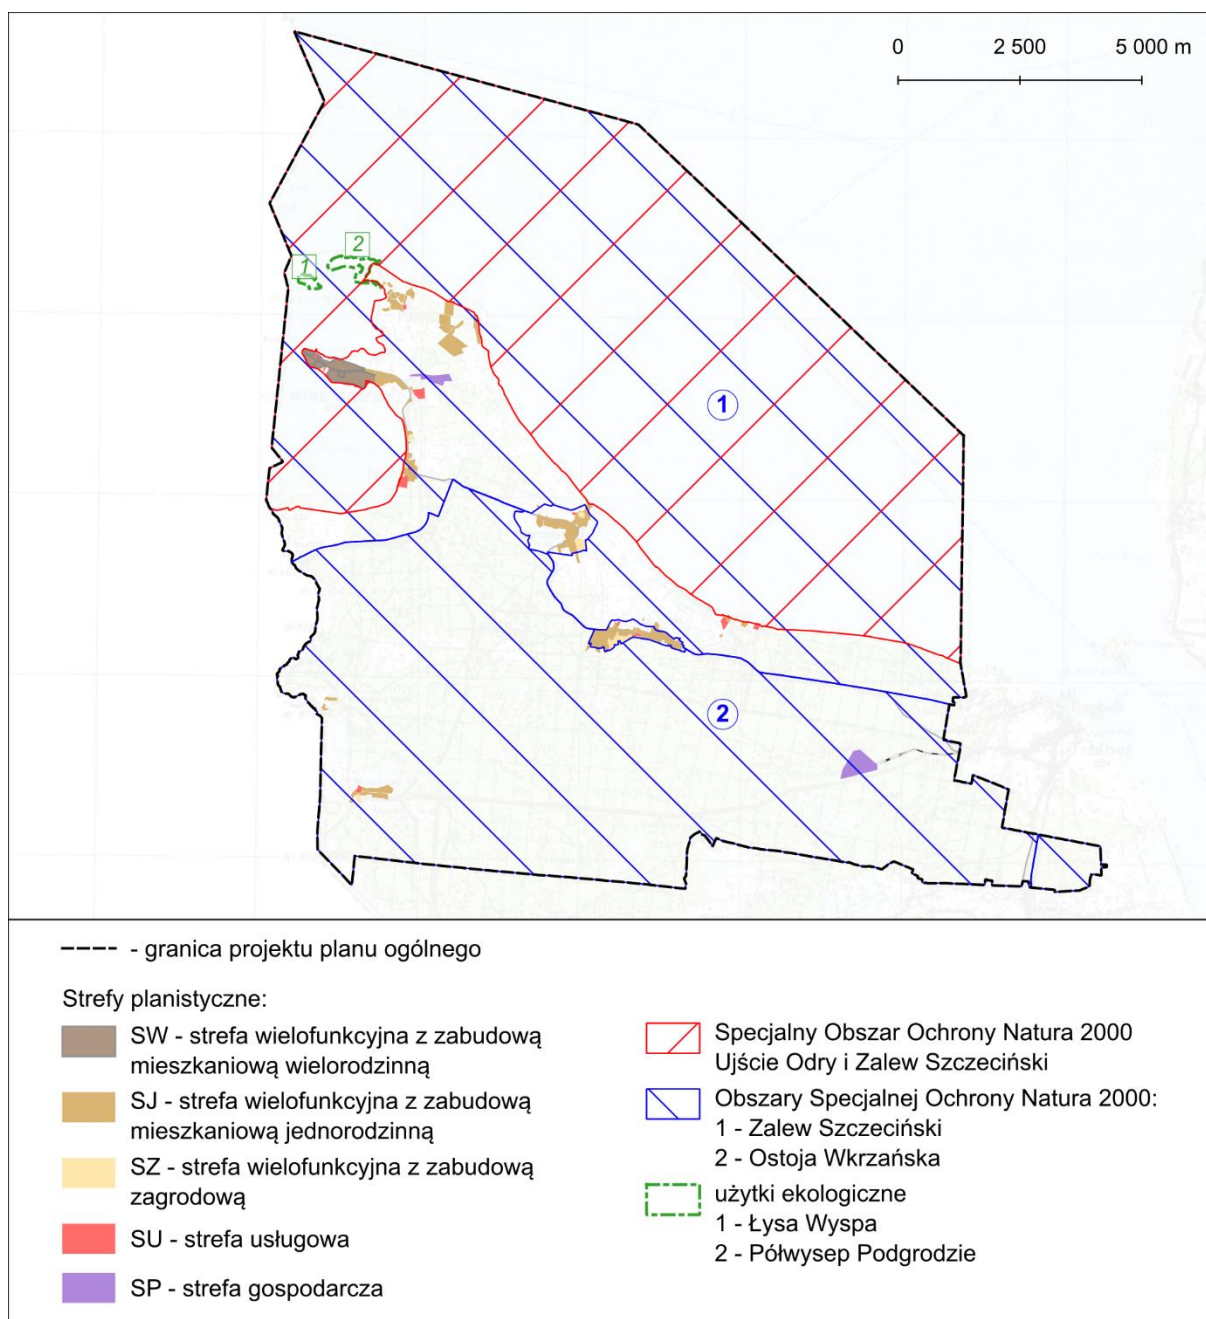 0 2 500 5 000 m
2
1
1
2
- granica projektu planu ogólnego
Strefy planistyczne:
SW - strefa wielofunkcyjna z zabudową
mieszkaniową wielorodzinną
SJ - strefa wielofunkcyjna z zabudową
mieszkaniową jednorodzinną
SZ - strefa wielofunkcyjna z zabudową
zagrodową
SU - strefa usługowa
SP - strefa gospodarcza
Specjalny Obszar Ochrony Natura 2000
Ujście Odry i Zalew Szczeciński
Obszary Specjalnej Ochrony Natura 2000:
1 - Zalew Szczeciński
2 - Ostoja Wkrzańska
użytki ekologiczne
1 - Łysa Wyspa
2 - Półwysep Podgrodzie